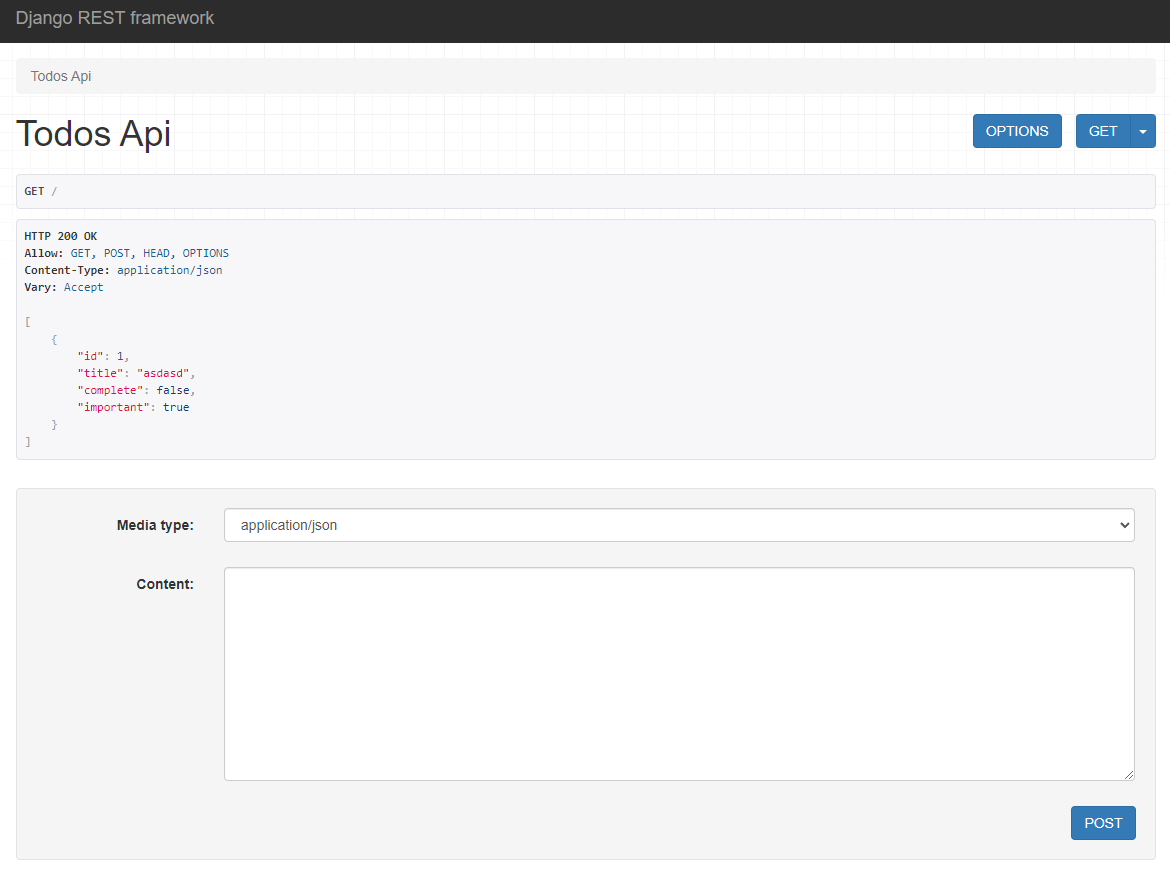 Django REST framework
Todos Api
Todos Api
OPTIONS
GET
GET /
HTTP 200 OK
Allow: GET, POST, HEAD, OPTIONS
Content-Type: application/json
Vary: Accept
[
    {
        "id": 1,
        "title": "asdasd",
        "complete": false,
        "important": true
    }
]
Media type:
application/json
Content:
POST